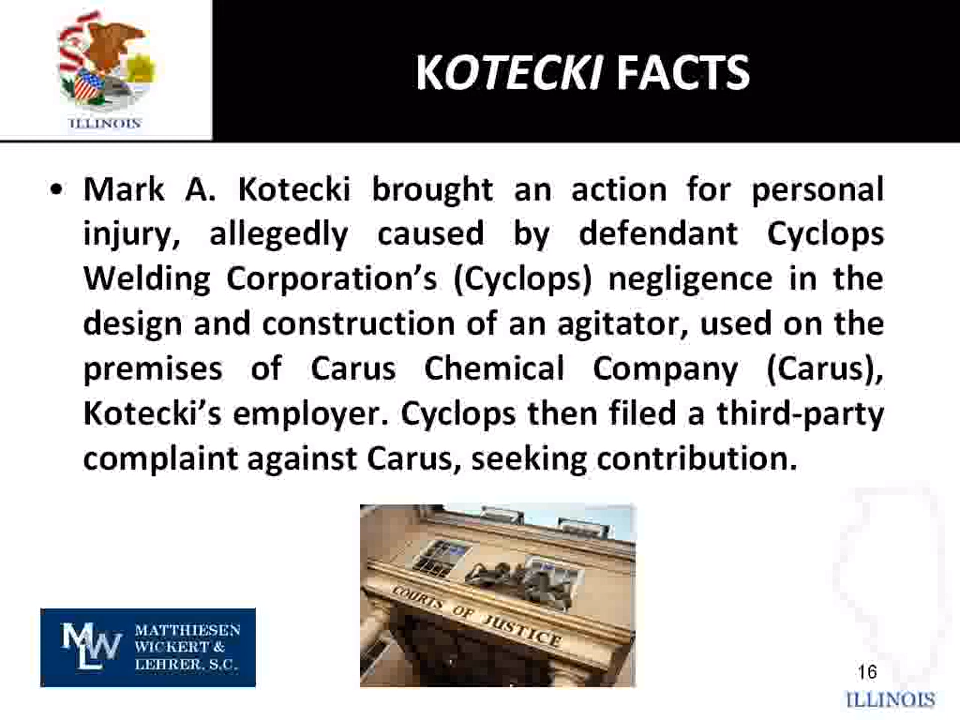 KOTECKI FACTS
ILLINOIS
• Mark A. Kotecki brought an action for personal
injury, allegedly caused by defendant Cyclops
Welding Corporation's (Cyclops) negligence in the
design and construction of an agitator, used on the
premises of Carus Chemical Company (Carus),
Kotecki's employer. Cyclops then filed a third-party
complaint against Carus, seeking contribution.
COURTS OF JUSTICE
MLW
MATTHIESEN
WICKERT &
LEHRER, S.C.
16
ILLINOIS